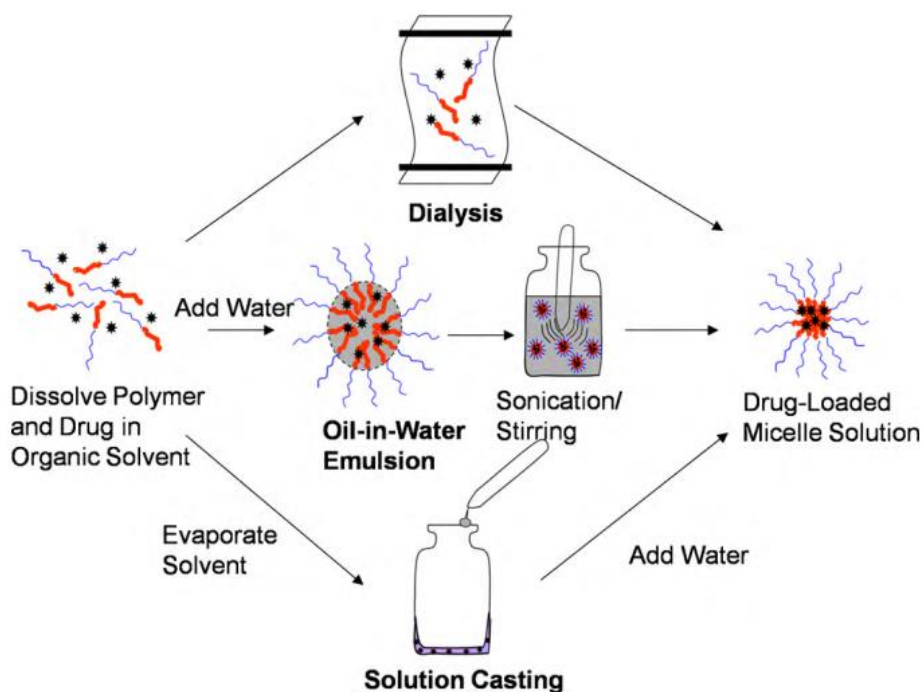 Dialysis
Add Water
Dissolve Polymer
and Drug in
Organic Solvent
Oil-in-Water
Emulsion
Sonication/
Stirring
Drug-Loaded
Micelle Solution
Evaporate
Solvent
Add Water
Solution Casting